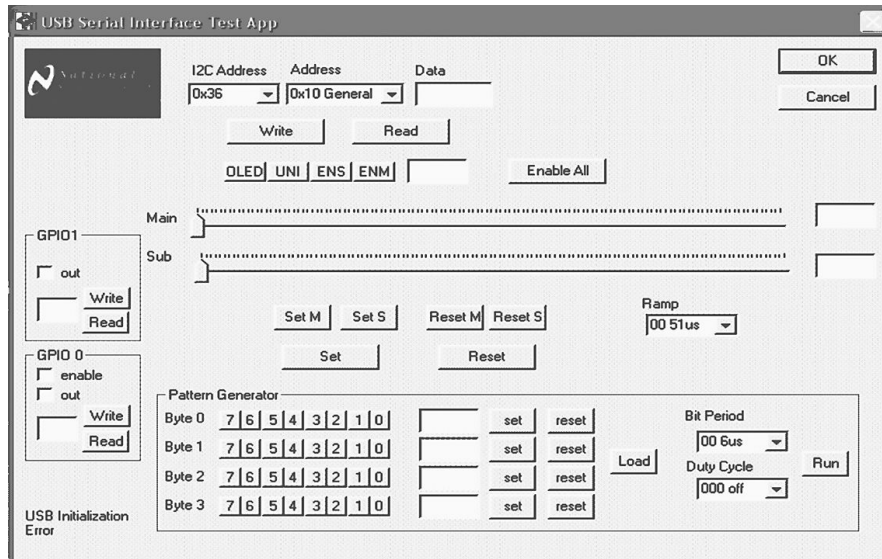 USB Serial Interface Test App
National
I2C Address Address Data
0x36 0x10 General
OK
Cancel
Write Read
OLED UNI ENS ENM Enable All
Main
Sub
GPIO1
out
Write
Read
Set M Set S Reset M Reset S
Ramp
00 51us
Set Reset
GPIO 0
enable
out
Write
Read
Pattern Generator
Byte 0 7 6 5 4 3 2 1 0 set reset
Byte 1 7 6 5 4 3 2 1 0 set reset
Byte 2 7 6 5 4 3 2 1 0 set reset
Byte 3 7 6 5 4 3 2 1 0 set reset
Load
Bit Period
00 6us
Duty Cycle
000 off
Run
USB Initialization
Error